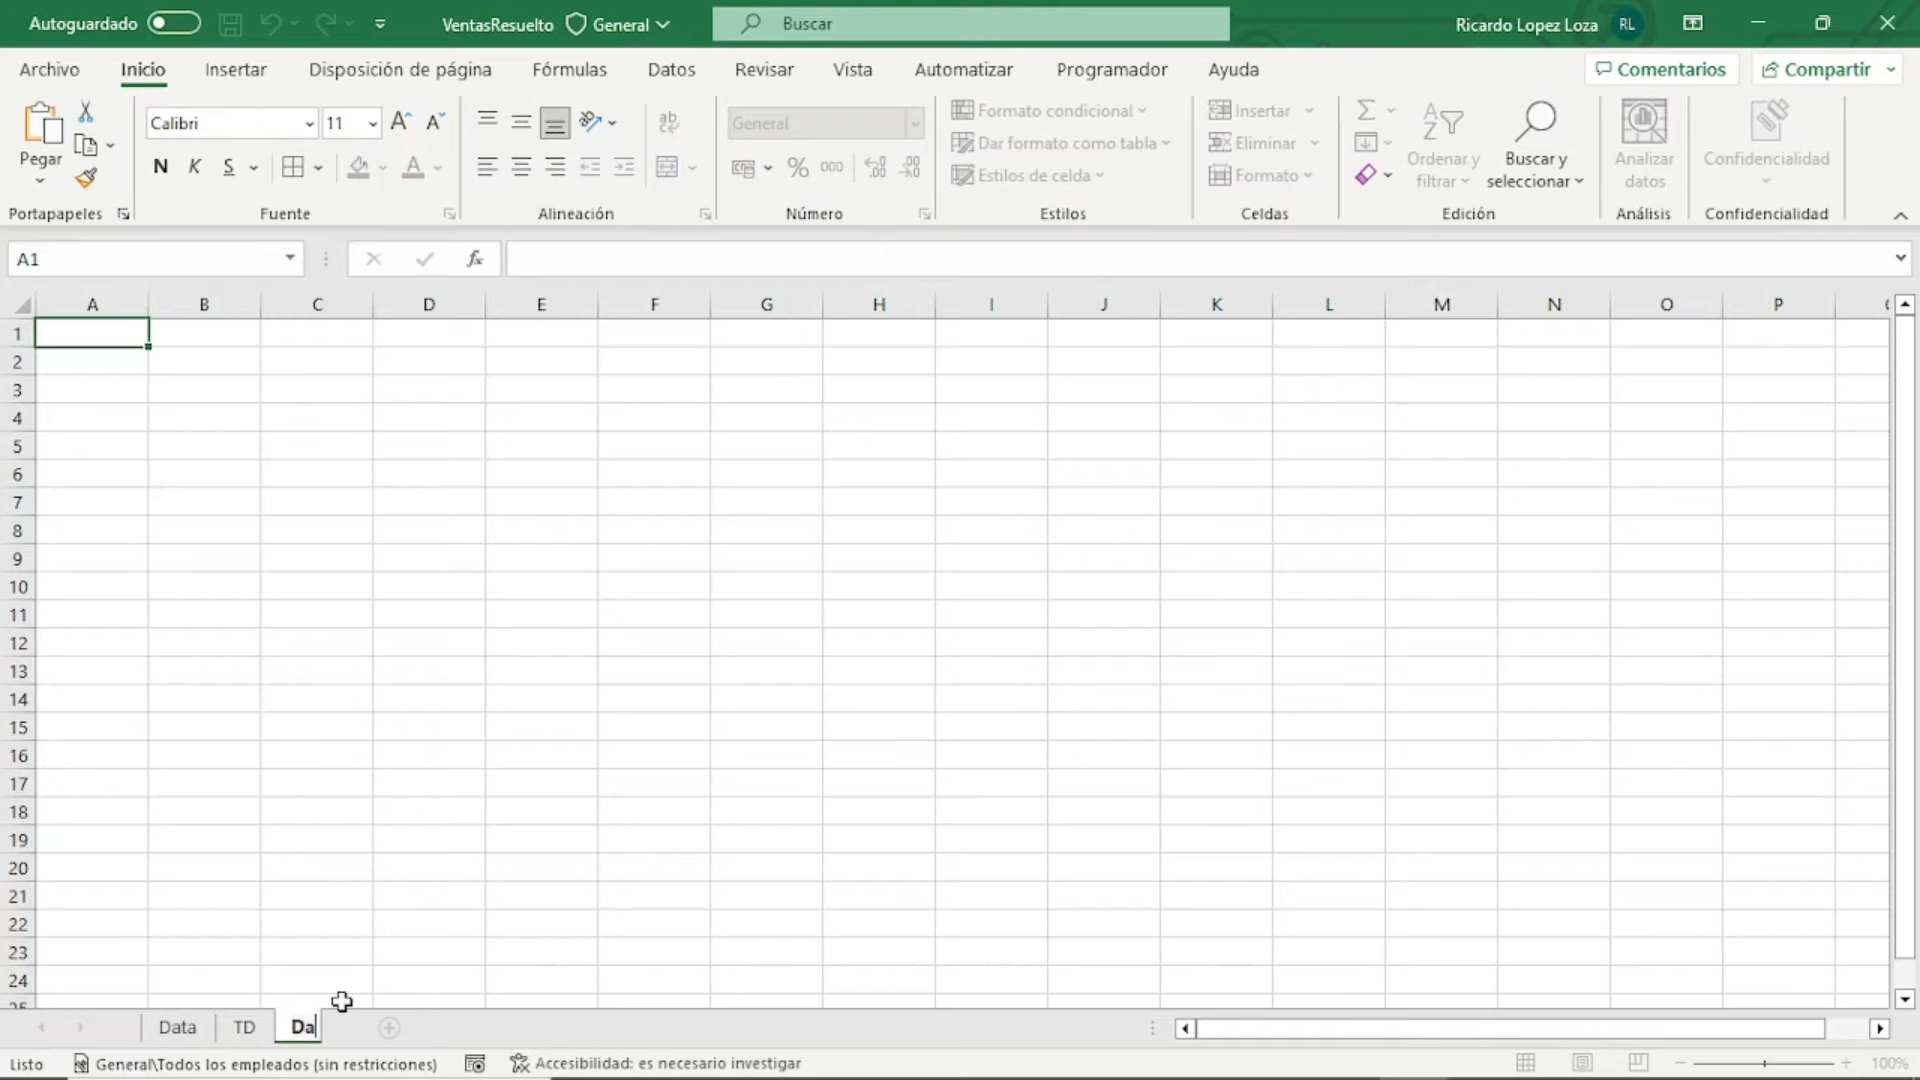 Autoguardado VentasResuelto General Buscar Ricardo Lopez Loza RL
Archivo Inicio Insertar Disposición de página Fórmulas Datos Revisar Vista Automatizar Programador Ayuda Comentarios Compartir
Pegar
Portapapeles
Calibri 11
N K S
Fuente
ab
Alineación
General
% 000
Número
Formato condicional
Dar formato como tabla
Estilos de celda
Estilos
Insertar
Eliminar
Formato
Celdas
Ordenar y
filtrar
Buscar y
seleccionar
Edición
Analizar
datos
Análisis
Confidencialidad
Confidencialidad
A1 fx
A B C D E F G H I J K L M N O P
1
2
3
4
5
6
7
8
9
10
11
12
13
14
15
16
17
18
19
20
21
22
23
24
25
Data TD Da
Listo General\Todos los empleados (sin restricciones) Accesibilidad: es necesario investigar 100%